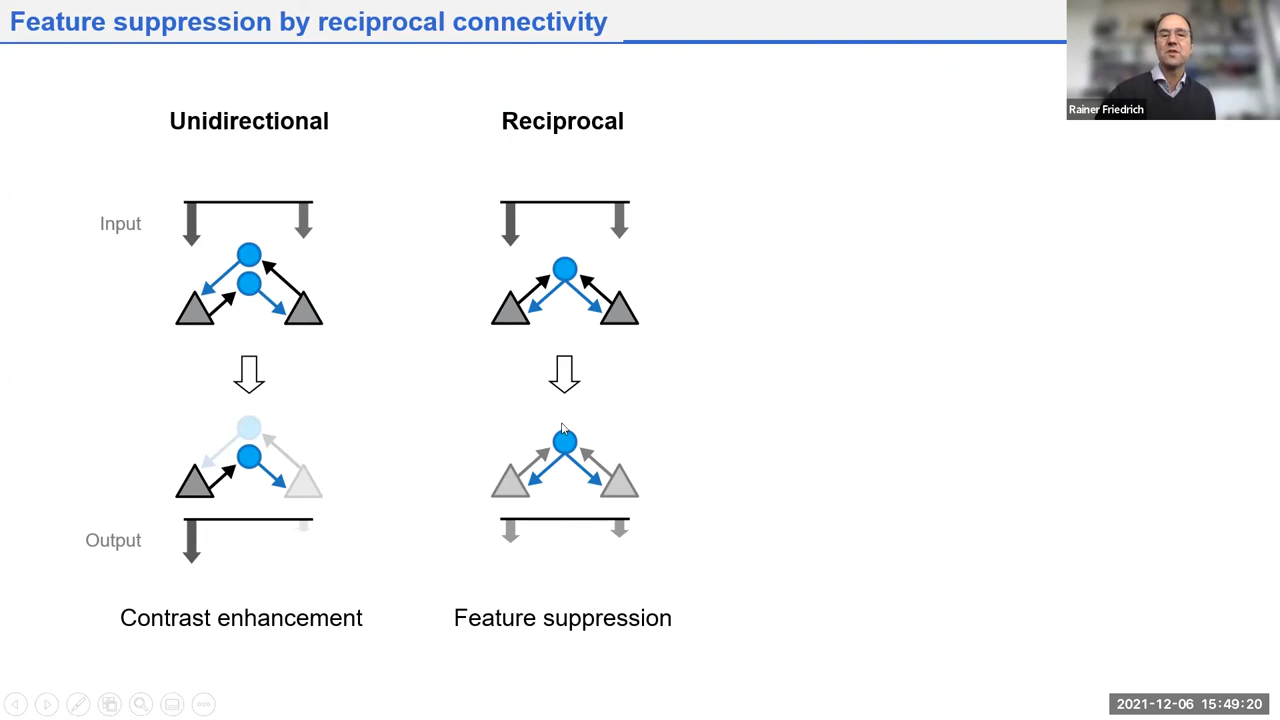 Feature suppression by reciprocal connectivity
Rainer Friedrich
Unidirectional
Reciprocal
Input
Output
Contrast enhancement
Feature suppression
2021-12-06 15:49:20